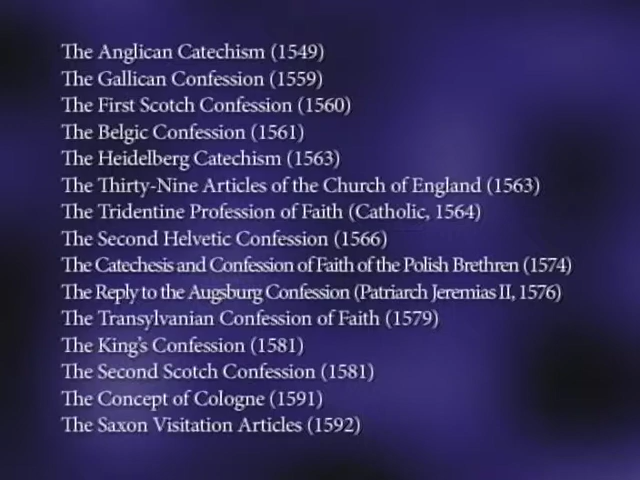 The Anglican Catechism (1549)
The Gallican Confession (1559)
The First Scotch Confession (1560)
The Belgic Confession (1561)
The Heidelberg Catechism (1563)
The Thirty-Nine Articles of the Church of England (1563)
The Tridentine Profession of Faith (Catholic, 1564)
The Second Helvetic Confession (1566)
The Catechesis and Confession of Faith of the Polish Brethren (1574)
The Reply to the Augsburg Confession (Patriarch Jeremias II, 1576)
The Transylvanian Confession of Faith (1579)
The King's Confession (1581)
The Second Scotch Confession (1581)
The Concept of Cologne (1591)
The Saxon Visitation Articles (1592)